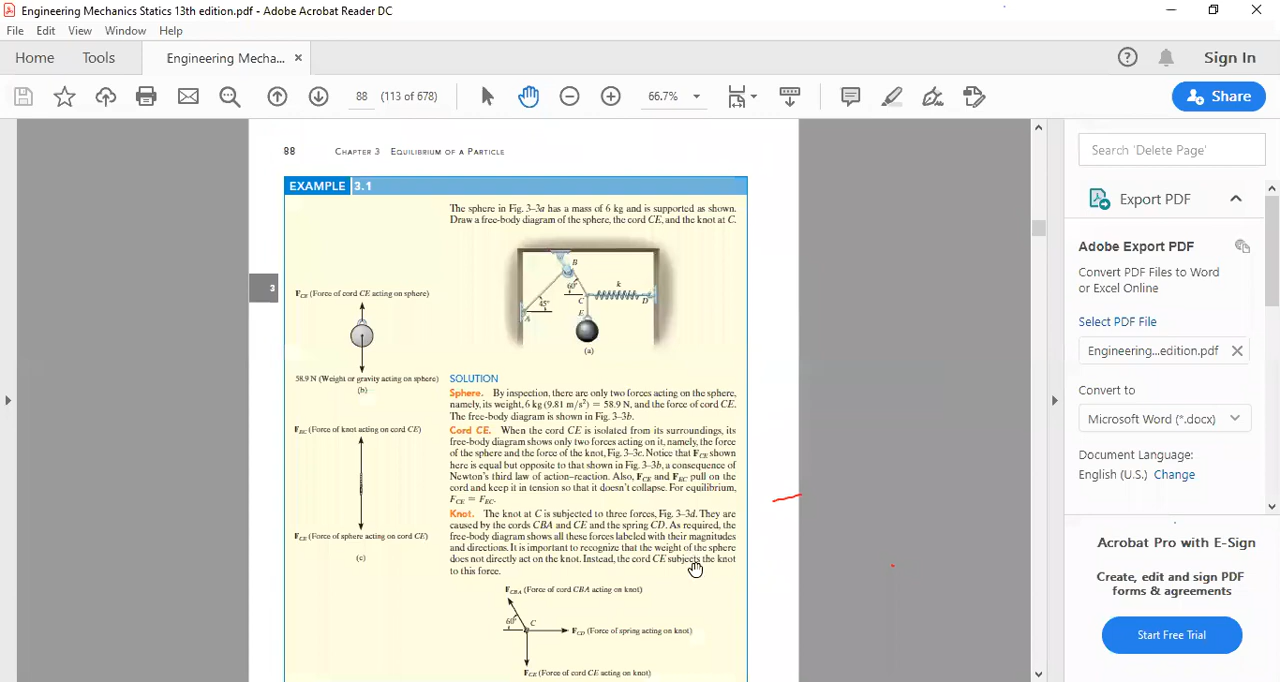 Engineering Mechanics Statics 13th edition.pdf - Adobe Acrobat Reader DC
File Edit View Window Help
Home Tools Engineering Mecha... ×
Sign In
88 (113 of 678) 66.7%
Share
88 CHAPTER 3 EQUILIBRIUM OF A PARTICLE
EXAMPLE 3.1
The sphere in Fig. 3–3a has a mass of 6 kg and is supported as shown.
Draw a free-body diagram of the sphere, the cord CE, and the knot at C.
B
60°
k
C
D
45°
E
A
(a)
3
F_CE (Force of cord CE acting on sphere)
58.9 N (Weight or gravity acting on sphere)
(b)
F_EC (Force of knot acting on cord CE)
F_CE (Force of sphere acting on cord CE)
(c)
SOLUTION
Sphere. By inspection, there are only two forces acting on the sphere,
namely, its weight, 6 kg (9.81 m/s²) = 58.9 N, and the force of cord CE.
The free-body diagram is shown in Fig. 3–3b.
Cord CE. When the cord CE is isolated from its surroundings, its
free-body diagram shows only two forces acting on it, namely, the force
of the sphere and the force of the knot, Fig. 3–3c. Notice that F_CE shown
here is equal but opposite to that shown in Fig. 3–3b, a consequence of
Newton's third law of action–reaction. Also, F_CE and F_EC pull on the
cord and keep it in tension so that it doesn't collapse. For equilibrium,
F_CE = F_EC.
Knot. The knot at C is subjected to three forces, Fig. 3–3d. They are
caused by the cords CBA and CE and the spring CD. As required, the
free-body diagram shows all these forces labeled with their magnitudes
and directions. It is important to recognize that the weight of the sphere
does not directly act on the knot. Instead, the cord CE subjects the knot
to this force.
F_CBA (Force of cord CBA acting on knot)
60°
C
F_CD (Force of spring acting on knot)
F_CE (Force of cord CE acting on knot)
Search 'Delete Page'
Export PDF
Adobe Export PDF
Convert PDF Files to Word
or Excel Online
Select PDF File
Engineering...edition.pdf ×
Convert to
Microsoft Word (*.docx)
Document Language:
English (U.S.) Change
Acrobat Pro with E-Sign
Create, edit and sign PDF
forms & agreements
Start Free Trial